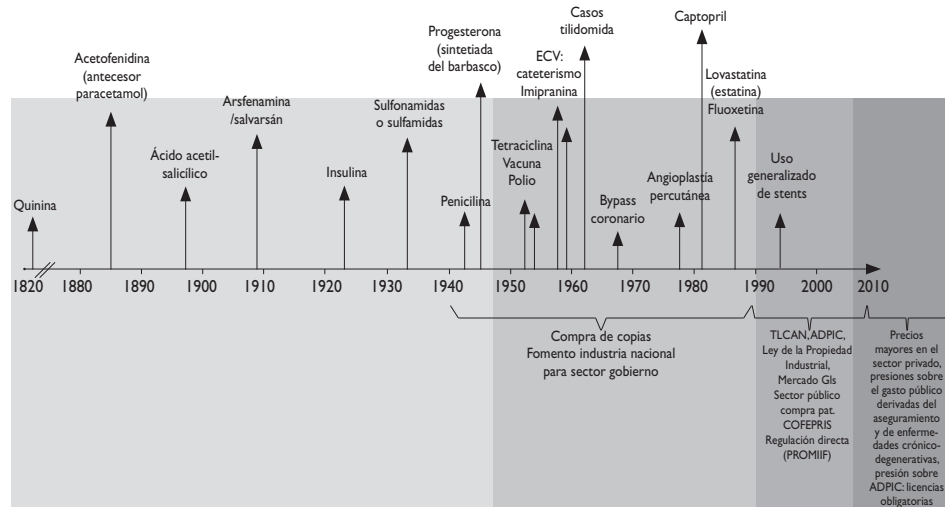 Quinina
Acetofenidina
(antecesor
paracetamol)
Ácido acetil-
salicílico
Arsfenamina
/salvarsán
Insulina
Sulfonamidas
o sulfamidas
Penicilina
Progesterona
(sintetiada
del barbasco)
Tetraciclina
Vacuna
Polio
ECV:
cateterismo
Imipranina
Casos
tilidomida
Bypass
coronario
Angioplastía
percutánea
Captopril
Lovastatina
(estatina)
Fluoxetina
Uso
generalizado
de stents
1820 1880 1890 1900 1910 1920 1930 1940 1950 1960 1970 1980 1990 2000 2010
Compra de copias
Fomento industria nacional
para sector gobierno
TLCAN, ADPIC,
Ley de la Propiedad
Industrial,
Mercado GIs
Sector público
compra pat.
COFEPRIS
Regulación directa
(PROMIIF)
Precios
mayores en el
sector privado,
presiones sobre
el gasto público
derivadas del
aseguramiento
y de enferme-
dades crónico-
degenerativas,
presión sobre
ADPIC: licencias
obligatorias